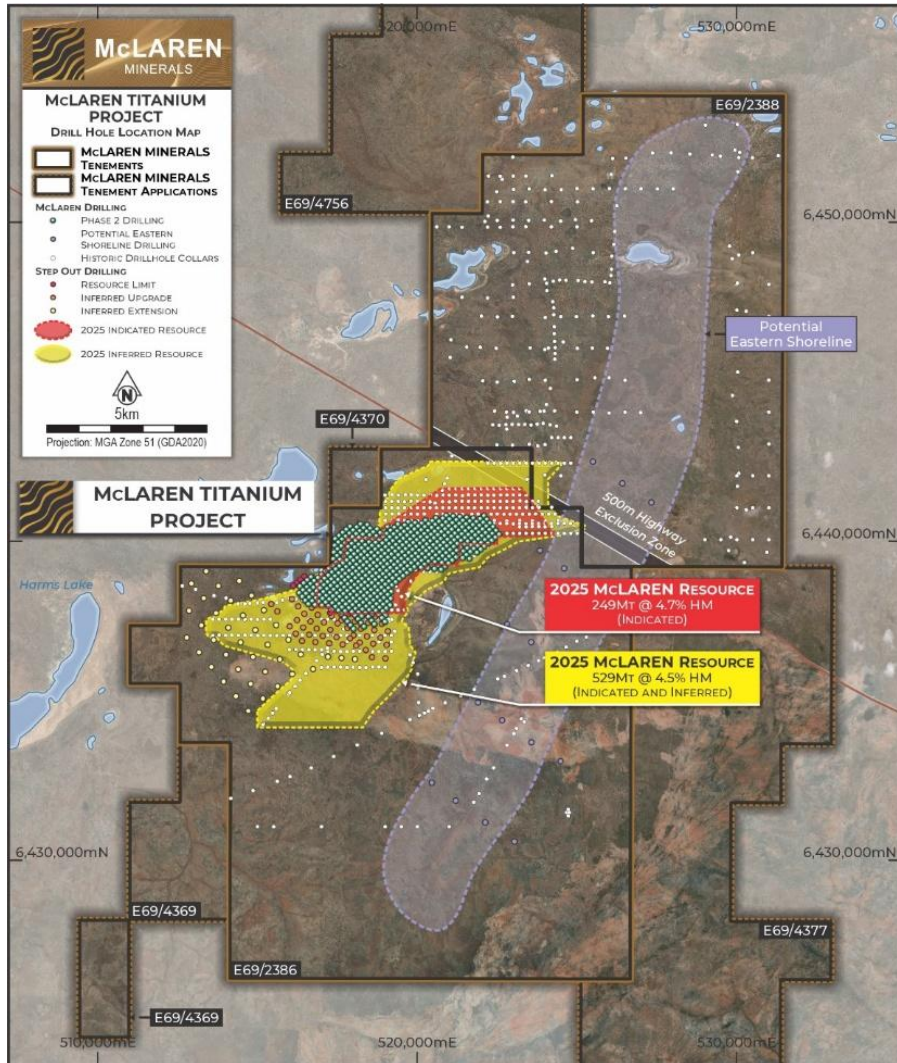 McLAREN
MINERALS
McLAREN TITANIUM
PROJECT
DRILL HOLE LOCATION MAP
McLAREN MINERALS
TENEMENTS
McLAREN MINERALS
TENEMENT APPLICATIONS
McLAREN DRILLING
PHASE 2 DRILLING
POTENTIAL EASTERN
SHORELINE DRILLING
HISTORIC DRILLHOLE COLLARS
STEP OUT DRILLING
RESOURCE LIMIT
INFERRED UPGRADE
INFERRED EXTENSION
2025 INDICATED RESOURCE
2025 INFERRED RESOURCE
N
5km
Projection: MGA Zone 51 (GDA2020)
520,000mE
530,000mE
E69/2388
E69/4756
6,450,000mN
Potential
Eastern Shoreline
E69/4370
McLAREN TITANIUM
PROJECT
500m Highway
Exclusion Zone
6,440,000mN
Harms Lake
2025 McLAREN RESOURCE
249MT @ 4.7% HM
(INDICATED)
2025 McLAREN RESOURCE
529MT @ 4.5% HM
(INDICATED AND INFERRED)
6,430,000mN
6,430,000mN
E69/4369
E69/4377
E69/2386
E69/4369
510,000mE
520,000mE
530,000mE